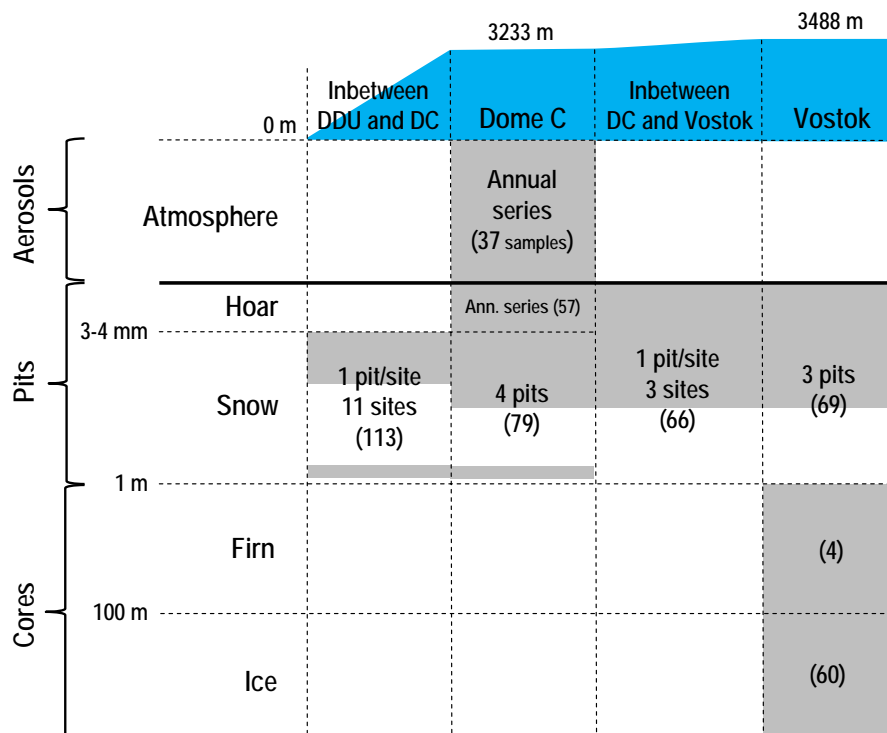 3233 m
3488 m
Inbetween
DDU and DC
Dome C
Inbetween
DC and Vostok
Vostok
0 m
Aerosols
Atmosphere
Annual
series
(37 samples)
Pits
Hoar
Ann. series (57)
3-4 mm
Snow
1 pit/site
11 sites
(113)
4 pits
(79)
1 pit/site
3 sites
(66)
3 pits
(69)
1 m
Cores
Firn
(4)
100 m
Ice
(60)